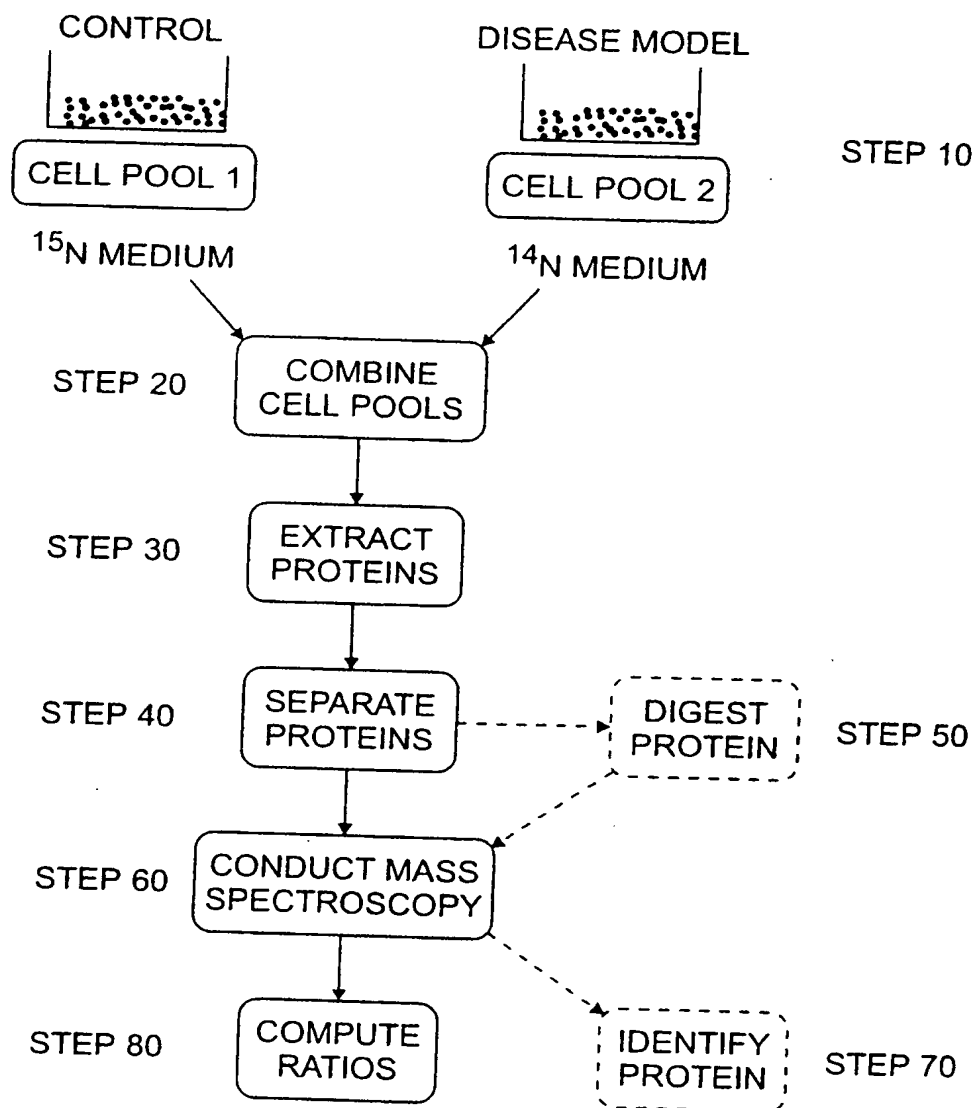 CONTROL
DISEASE MODEL
CELL POOL 1
CELL POOL 2
STEP 10
15N MEDIUM
14N MEDIUM
STEP 20
COMBINE
CELL POOLS
STEP 30
EXTRACT
PROTEINS
STEP 40
SEPARATE
PROTEINS
DIGEST
PROTEIN
STEP 50
STEP 60
CONDUCT MASS
SPECTROSCOPY
STEP 80
COMPUTE
RATIOS
IDENTIFY
PROTEIN
STEP 70